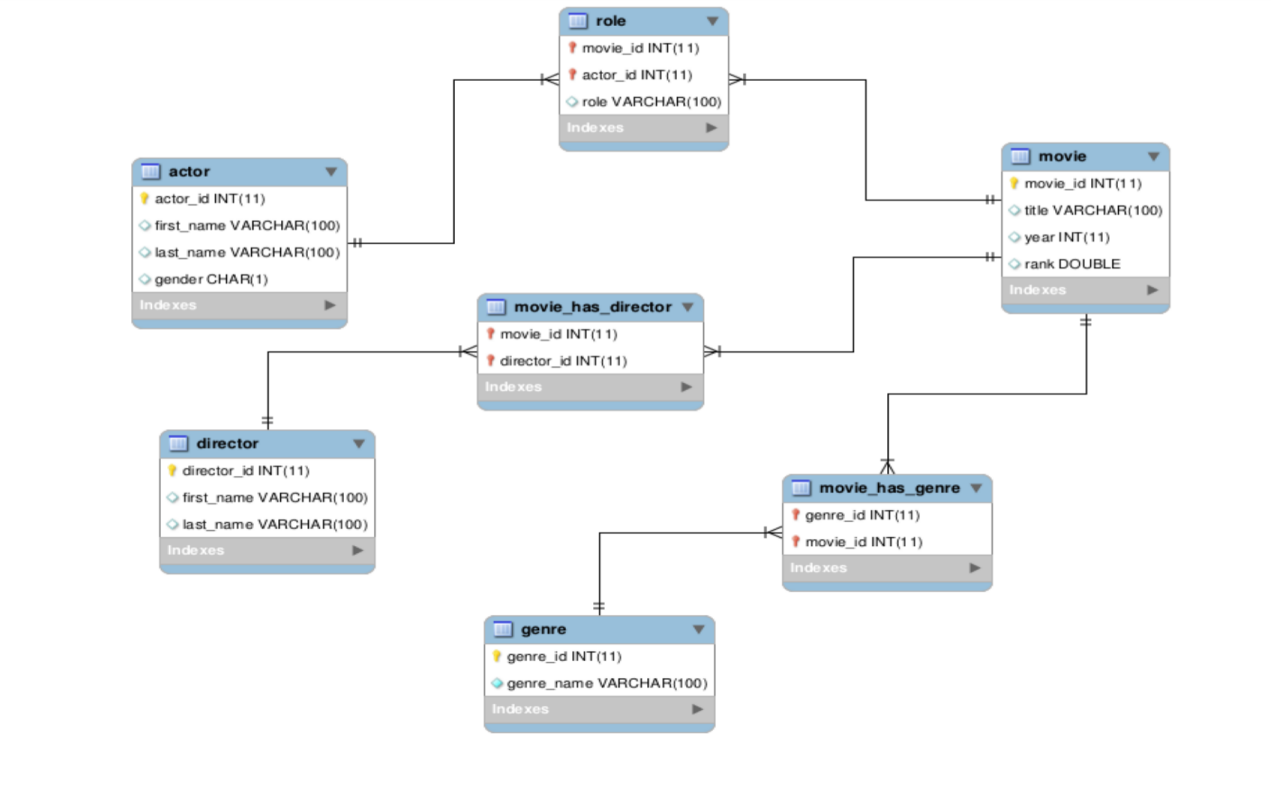 role
movie_id INT(11)
actor_id INT(11)
role VARCHAR(100)
Indexes
actor
actor_id INT(11)
first_name VARCHAR(100)
last_name VARCHAR(100)
gender CHAR(1)
Indexes
movie
movie_id INT(11)
title VARCHAR(100)
year INT(11)
rank DOUBLE
Indexes
movie_has_director
movie_id INT(11)
director_id INT(11)
Indexes
director
director_id INT(11)
first_name VARCHAR(100)
last_name VARCHAR(100)
Indexes
movie_has_genre
genre_id INT(11)
movie_id INT(11)
Indexes
genre
genre_id INT(11)
genre_name VARCHAR(100)
Indexes